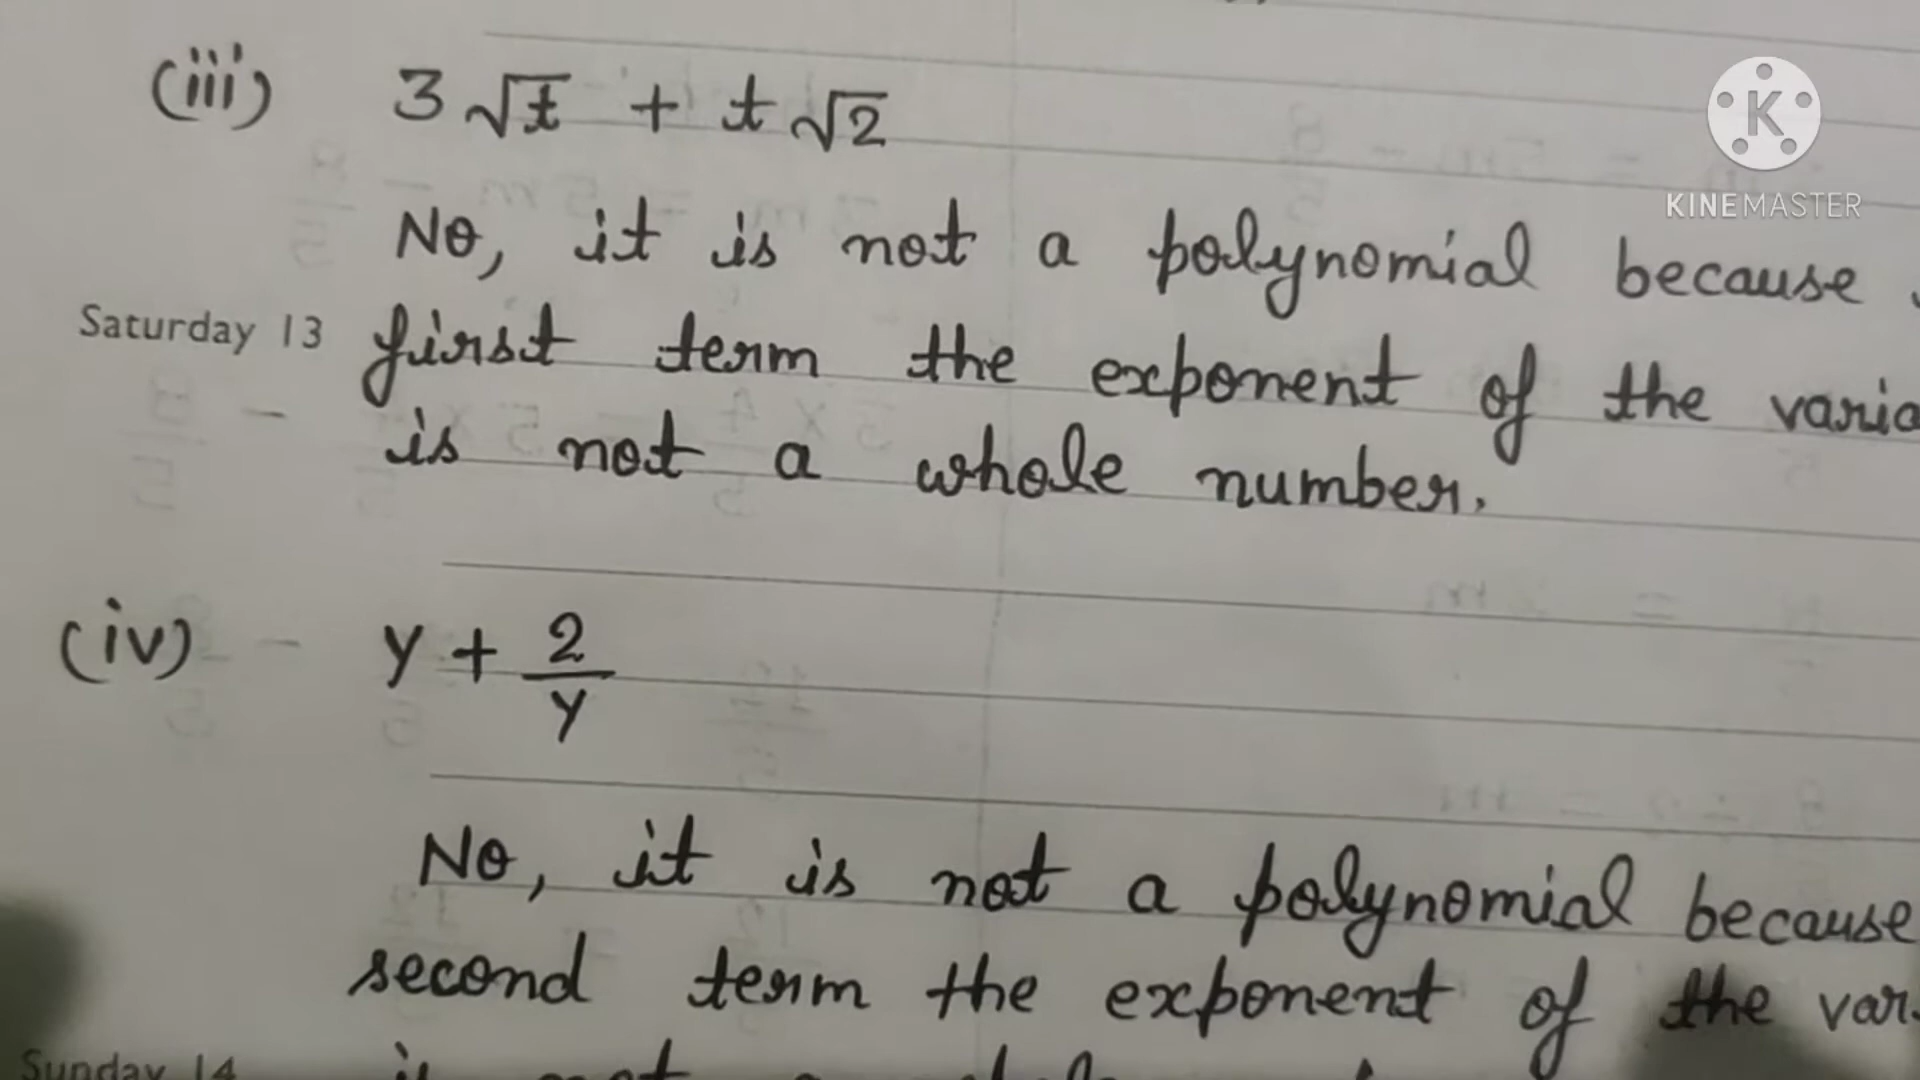 (iii) 3√t + t√2
K
KINEMASTER
No, it is not a polynomial because
Saturday 13 first term the exponent of the
is not a whole number.
(iv) y + 2/y
No, it is not a polynomial because
second term the exponent of the
Sunday 14